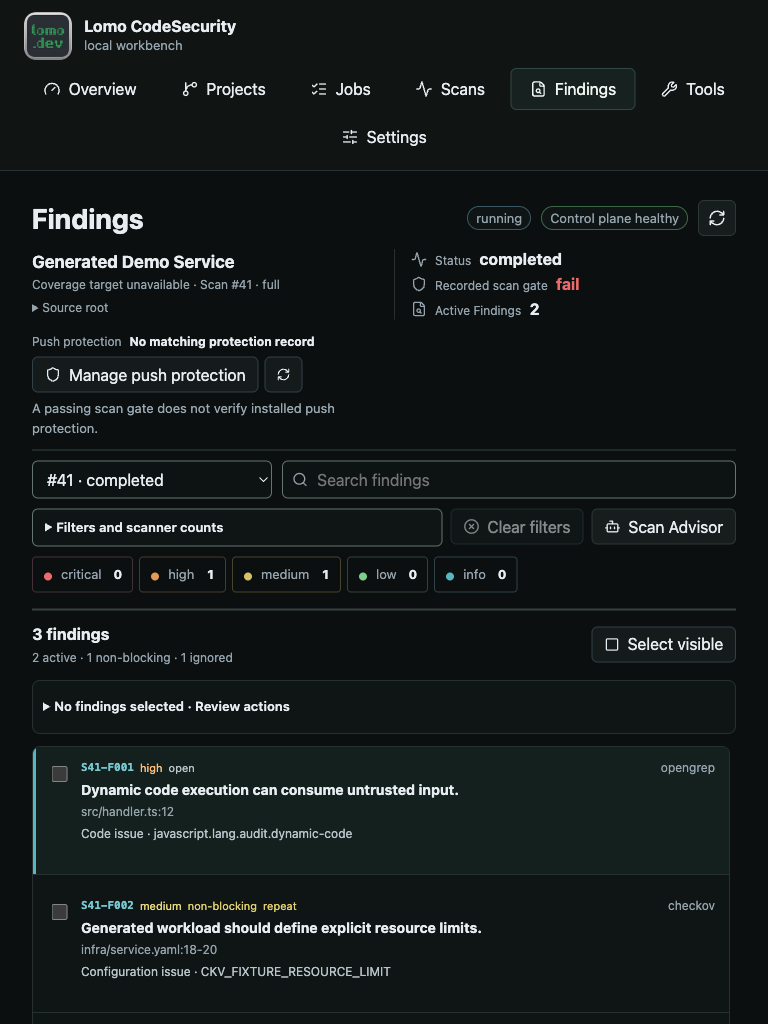 lomo
.dev
Lomo CodeSecurity
local workbench
Overview
Projects
Jobs
Scans
Findings
Tools
Settings
Findings
running
Control plane healthy
Generated Demo Service
Coverage target unavailable · Scan #41 · full
Source root
Status completed
Recorded scan gate fail
Active Findings 2
Push protection No matching protection record
Manage push protection
A passing scan gate does not verify installed push
protection.
#41 · completed
Search findings
Filters and scanner counts
Clear filters
Scan Advisor
critical 0
high 1
medium 1
low 0
info 0
3 findings
2 active · 1 non-blocking · 1 ignored
Select visible
No findings selected · Review actions
S41-F001 high open
opengrep
Dynamic code execution can consume untrusted input.
src/handler.ts:12
Code issue · javascript.lang.audit.dynamic-code
S41-F002 medium non-blocking repeat
checkov
Generated workload should define explicit resource limits.
infra/service.yaml:18-20
Configuration issue · CKV_FIXTURE_RESOURCE_LIMIT